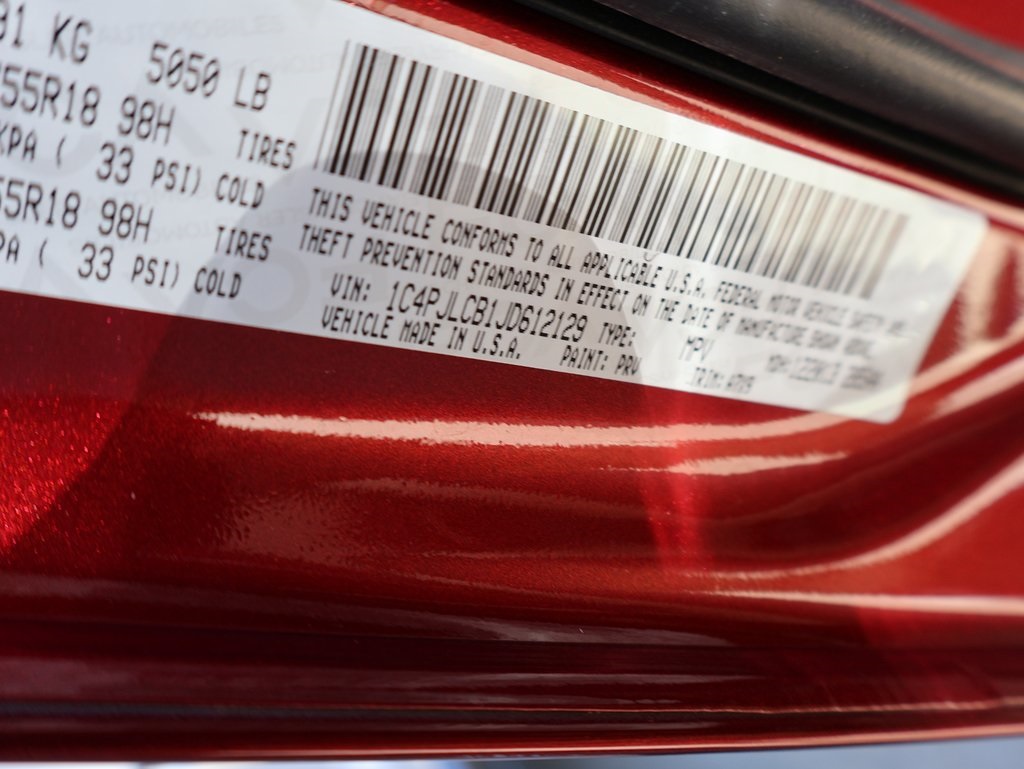 91 KG 5050 LB
55R18 98H TIRES
KPA ( 33 PSI) COLD
55R18 98H TIRES
PA ( 33 PSI) COLD
THIS VEHICLE CONFORMS TO ALL APPLICABLE U.S.A. FEDERAL MOTOR VEHICLE SAFETY AND
THEFT PREVENTION STANDARDS IN EFFECT ON THE DATE OF MANUFACTURE SHOWN ABOVE.
VIN: 1C4PJLCB1JD612129 TYPE: MPV
VEHICLE MADE IN U.S.A. PAINT: PRV TRIM: